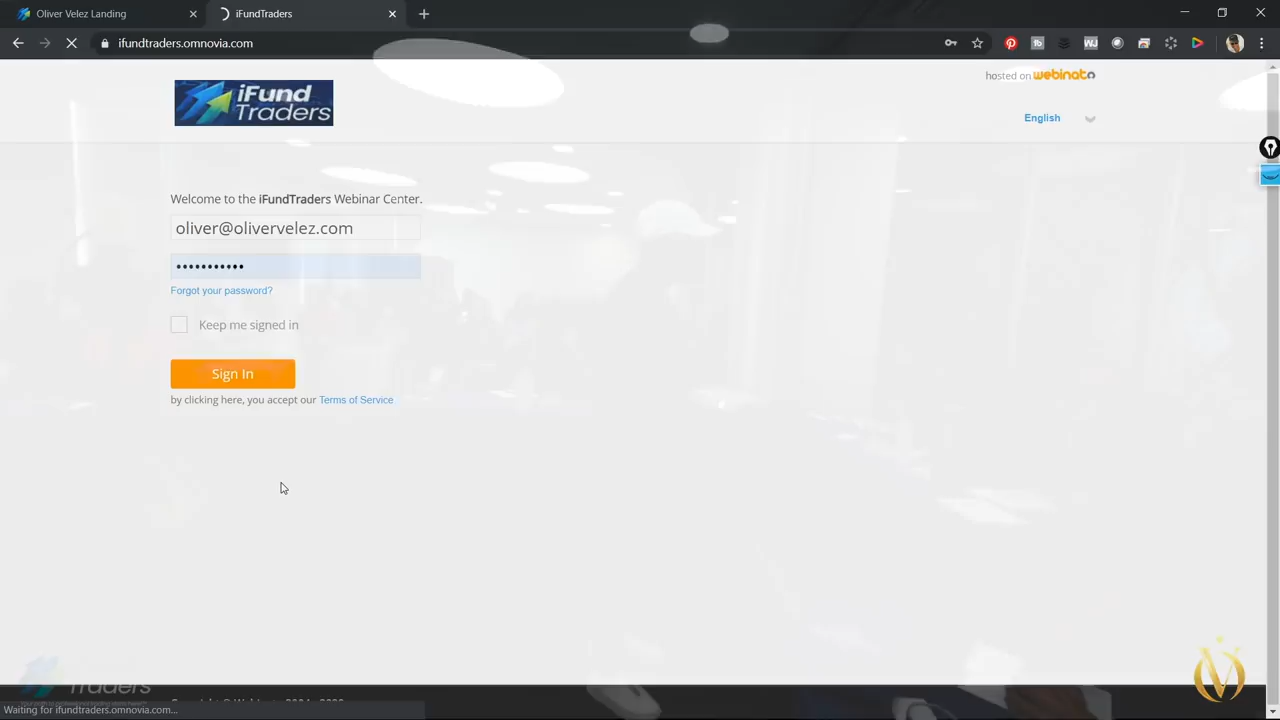 Oliver Velez Landing
iFundTraders
ifundtraders.omnovia.com
hosted on webinato
iFund
Traders
English
Welcome to the iFundTraders Webinar Center.
oliver@olivervelez.com
•••••••••••
Forgot your password?
Keep me signed in
Sign In
by clicking here, you accept our Terms of Service.
Traders
Waiting for ifundtraders.omnovia.com...